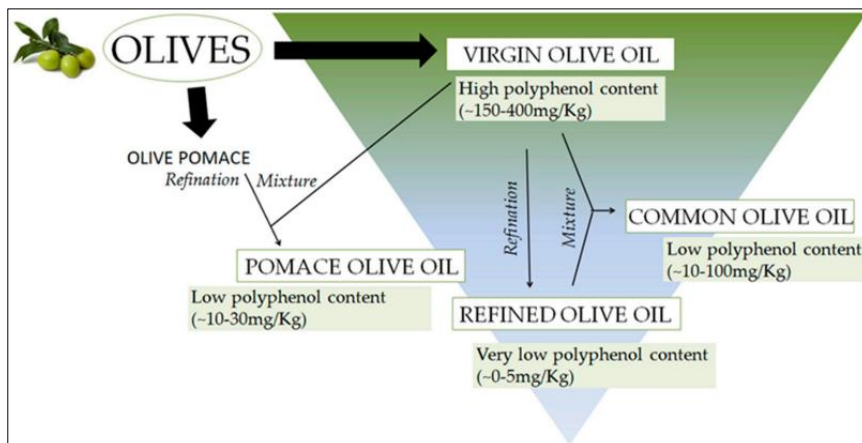 OLIVES
VIRGIN OLIVE OIL
High polyphenol content
(~150-400mg/Kg)
OLIVE POMACE
Refination
Mixture
Refination
Mixture
COMMON OLIVE OIL
Low polyphenol content
(~10-100mg/Kg)
POMACE OLIVE OIL
Low polyphenol content
(~10-30mg/Kg)
REFINED OLIVE OIL
Very low polyphenol content
(~0-5mg/Kg)